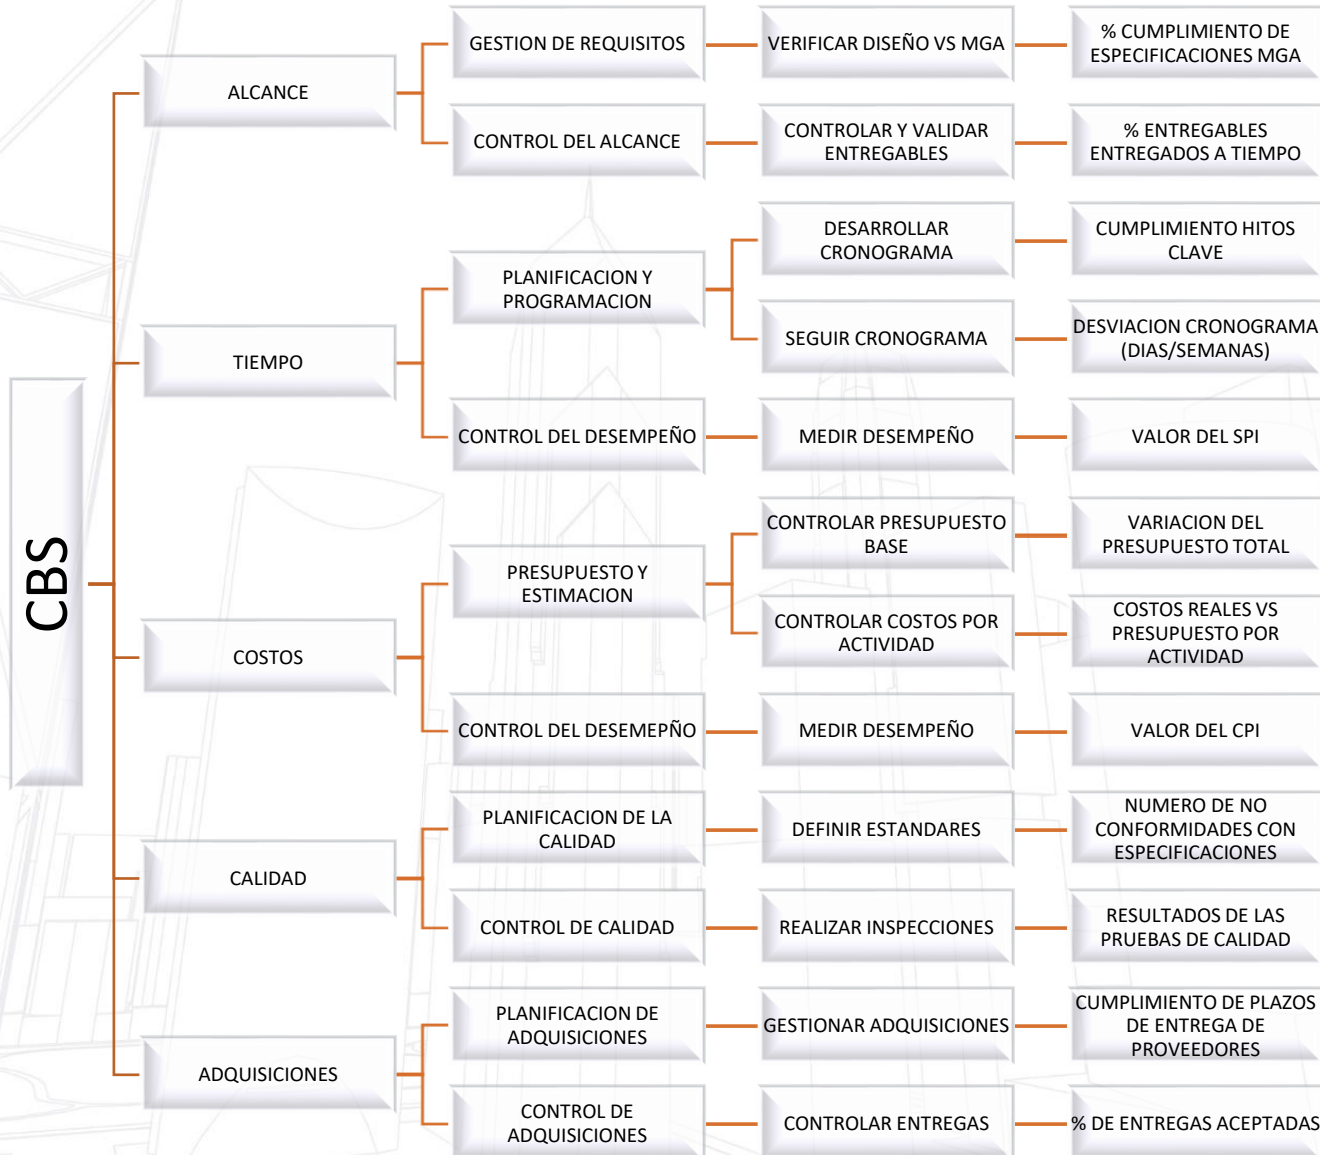 CBS
ALCANCE
GESTION DE REQUISITOS
VERIFICAR DISEÑO VS MGA
% CUMPLIMIENTO DE
ESPECIFICACIONES MGA
CONTROL DEL ALCANCE
CONTROLAR Y VALIDAR
ENTREGABLES
% ENTREGABLES
ENTREGADOS A TIEMPO
TIEMPO
PLANIFICACION Y
PROGRAMACION
DESARROLLAR
CRONOGRAMA
CUMPLIMIENTO HITOS
CLAVE
SEGUIR CRONOGRAMA
DESVIACION CRONOGRAMA
(DIAS/SEMANAS)
CONTROL DEL DESEMPEÑO
MEDIR DESEMPEÑO
VALOR DEL SPI
COSTOS
PRESUPUESTO Y
ESTIMACION
CONTROLAR PRESUPUESTO
BASE
VARIACION DEL
PRESUPUESTO TOTAL
CONTROLAR COSTOS POR
ACTIVIDAD
COSTOS REALES VS
PRESUPUESTO POR
ACTIVIDAD
CONTROL DEL DESEMEPÑO
MEDIR DESEMPEÑO
VALOR DEL CPI
CALIDAD
PLANIFICACION DE LA
CALIDAD
DEFINIR ESTANDARES
NUMERO DE NO
CONFORMIDADES CON
ESPECIFICACIONES
CONTROL DE CALIDAD
REALIZAR INSPECCIONES
RESULTADOS DE LAS
PRUEBAS DE CALIDAD
ADQUISICIONES
PLANIFICACION DE
ADQUISICIONES
GESTIONAR ADQUISICIONES
CUMPLIMIENTO DE PLAZOS
DE ENTREGA DE
PROVEEDORES
CONTROL DE
ADQUISICIONES
CONTROLAR ENTREGAS
% DE ENTREGAS ACEPTADAS